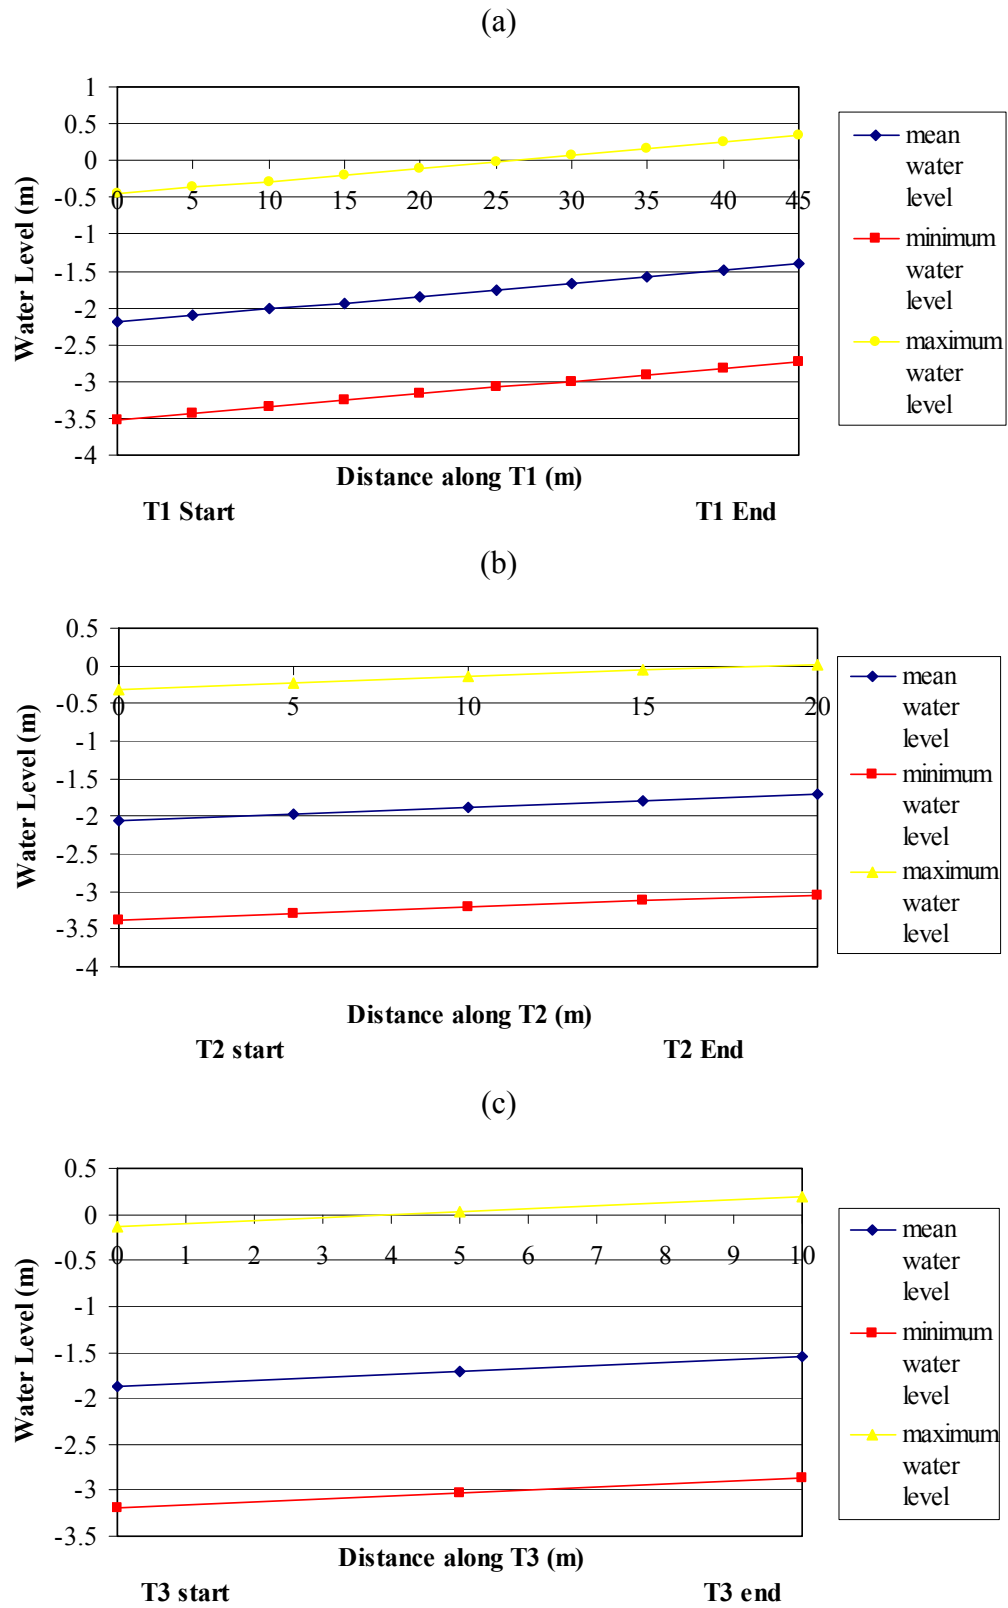 (a)
1
0.5
0
-0.5
-1
-1.5
-2
-2.5
-3
-3.5
-4
Water Level (m)
0 5 10 15 20 25 30 35 40 45
Distance along T1 (m)
T1 Start T1 End
mean
water
level
minimum
water
level
maximum
water
level
(b)
0.5
0
-0.5
-1
-1.5
-2
-2.5
-3
-3.5
-4
Water Level (m)
0 5 10 15 20
Distance along T2 (m)
T2 start T2 End
mean
water
level
minimum
water
level
maximum
water
level
(c)
0.5
0
-0.5
-1
-1.5
-2
-2.5
-3
-3.5
Water Level (m)
0 1 2 3 4 5 6 7 8 9 10
Distance along T3 (m)
T3 start T3 end
mean
water
level
minimum
water
level
maximum
water
level